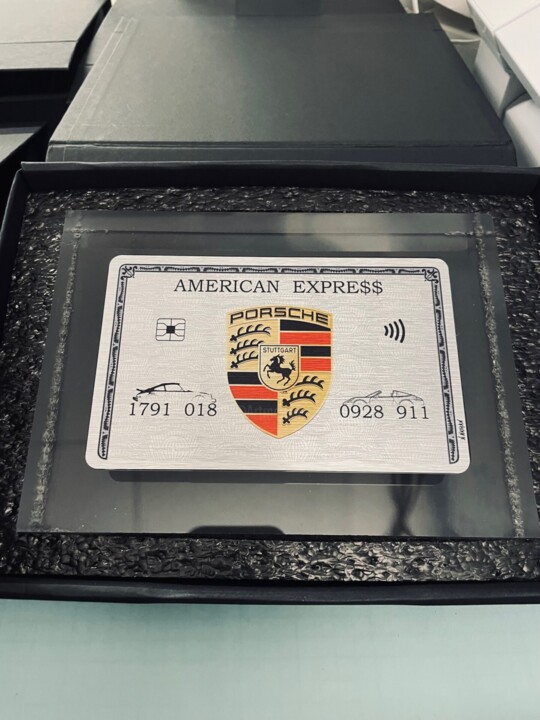 AMERICAN EXPRE$$
PORSCHE
STUTTGART
1791 018
0928 911